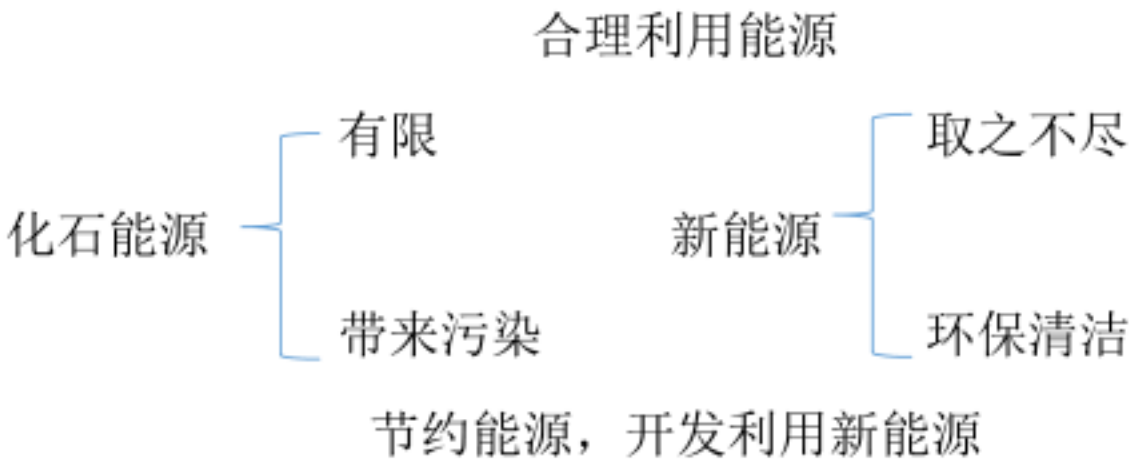 合理利用能源
有限
取之不尽
化石能源
新能源
带来污染
环保清洁
节约能源，开发利用新能源